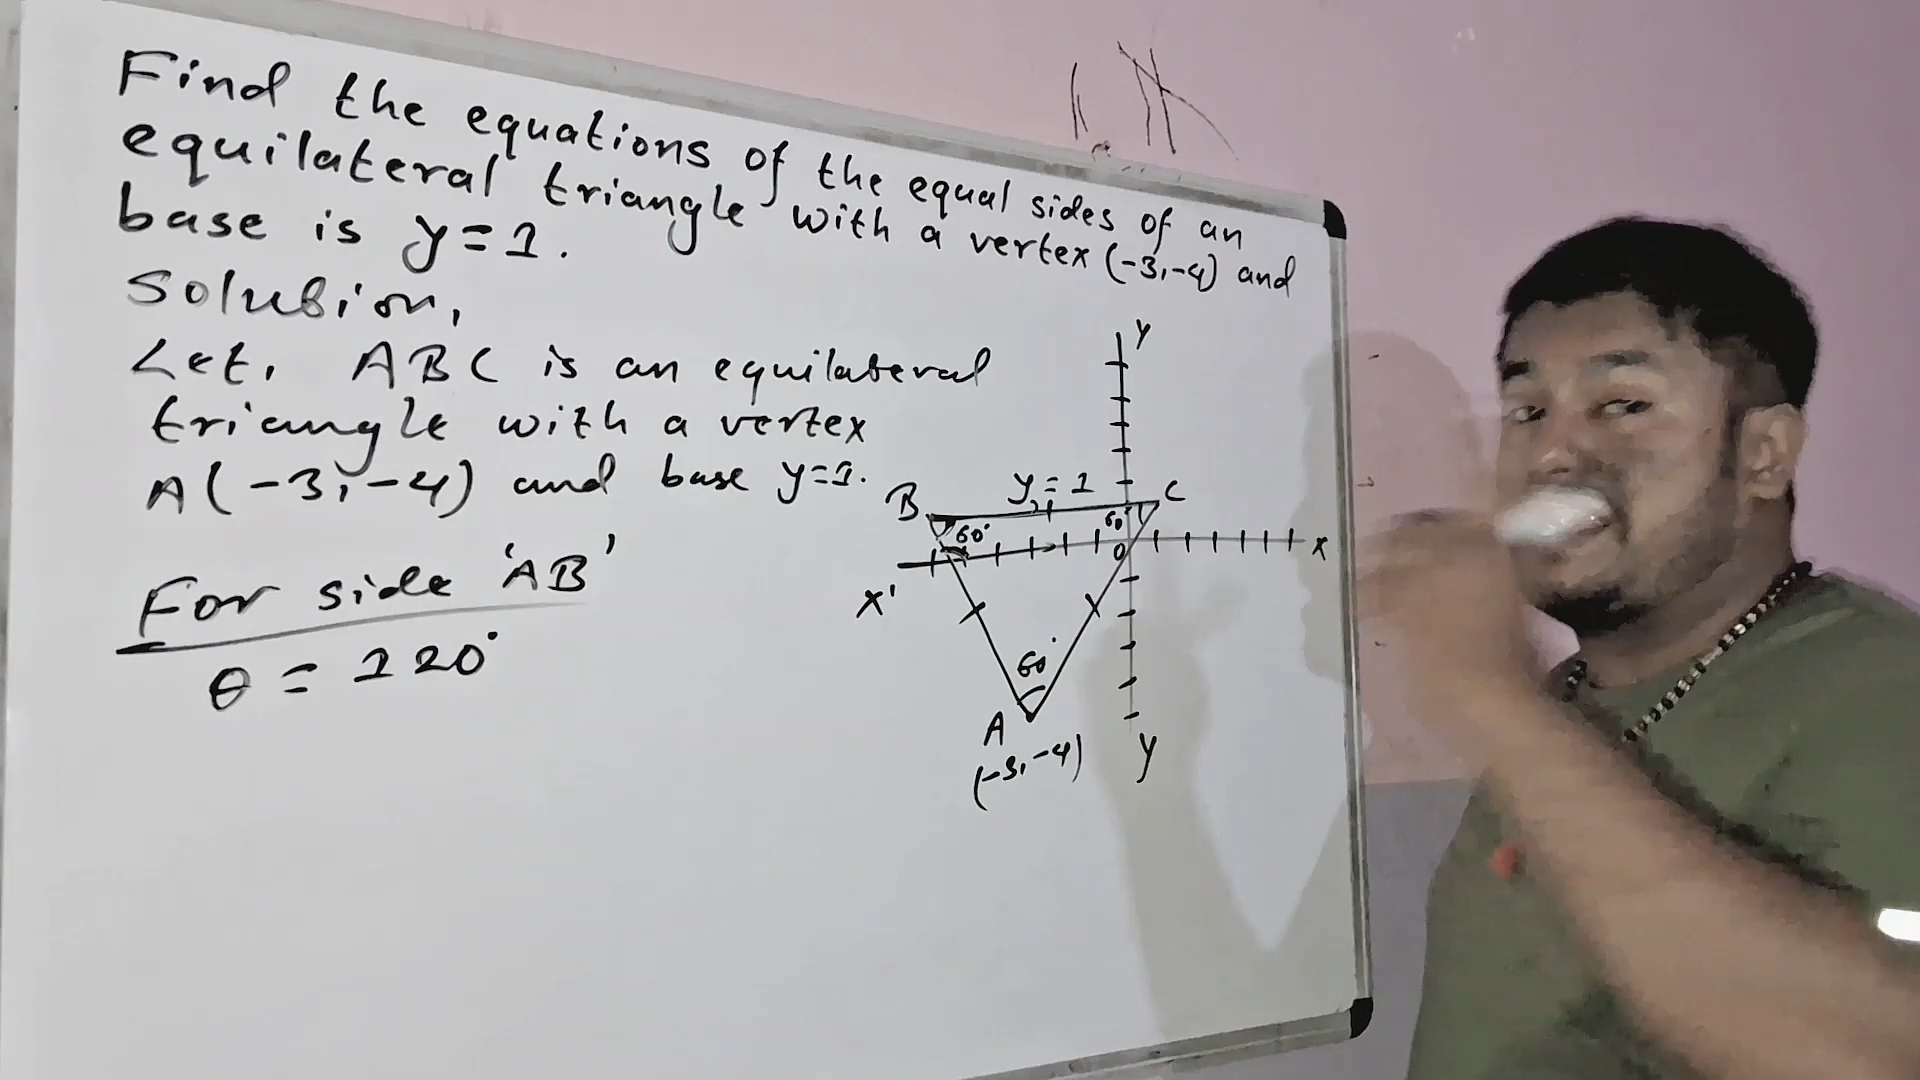 Find the equations of the equal sides of an
equilateral triangle with a vertex (-3,-4) and
base is y=1.
Solution,
Let, ABC is an equilateral
triangle with a vertex
A(-3,-4) and base y=1.
For side 'AB'
θ = 120°
Y
B
y=1
C
60°
60°
X'
O
X
60°
A
(-3,-4)
Y